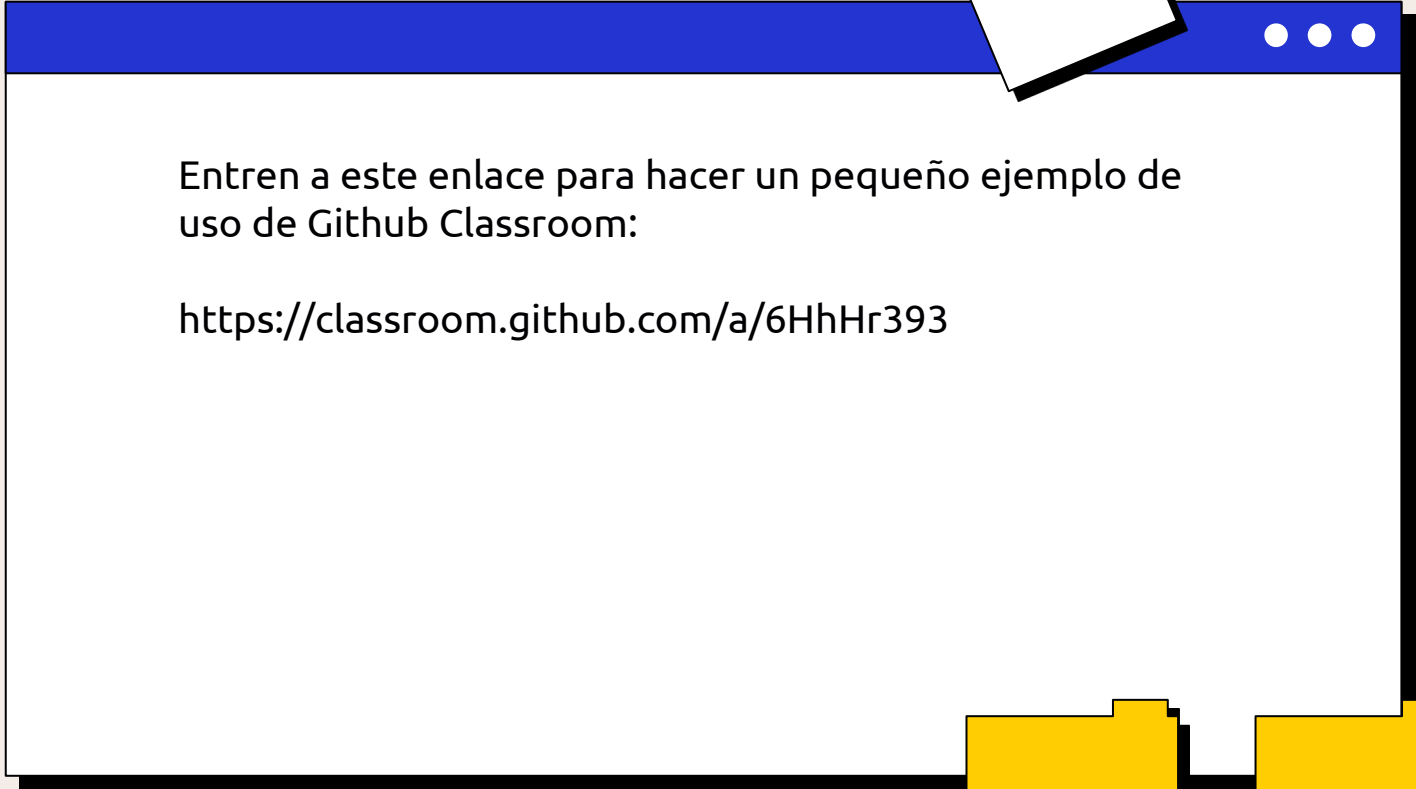 Entren a este enlace para hacer un pequeño ejemplo de
uso de Github Classroom:
https://classroom.github.com/a/6HhHr393